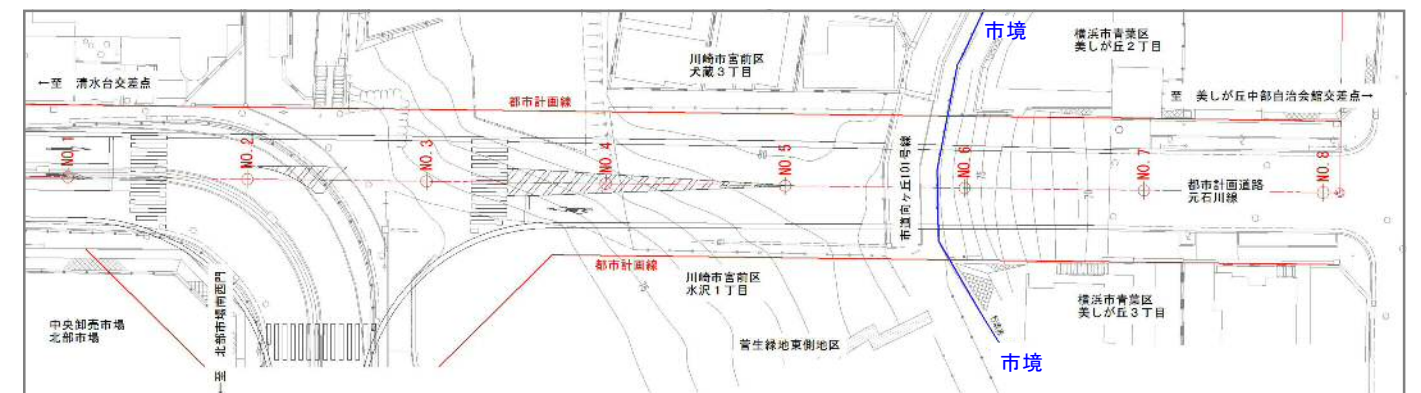 市境
横浜市青葉区
美しが丘2丁目
川崎市宮前区
犬蔵3丁目
←至 清水台交差点
至 美しが丘中部自治会館交差点→
都市計画線
NO.1
NO.2
NO.3
NO.4
NO.5
NO.6
NO.7
NO.8
75
70
市道向ヶ丘101号線
都市計画道路
元石川線
都市計画線
川崎市宮前区
水沢1丁目
75
横浜市青葉区
美しが丘3丁目
中央卸売市場
北部市場
←至 北部市場南西門
菅生緑地東側地区
市境